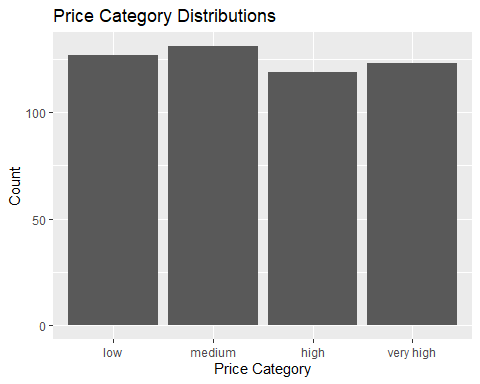 Price Category Distributions
Count
100
50
0
low medium high very high
Price Category